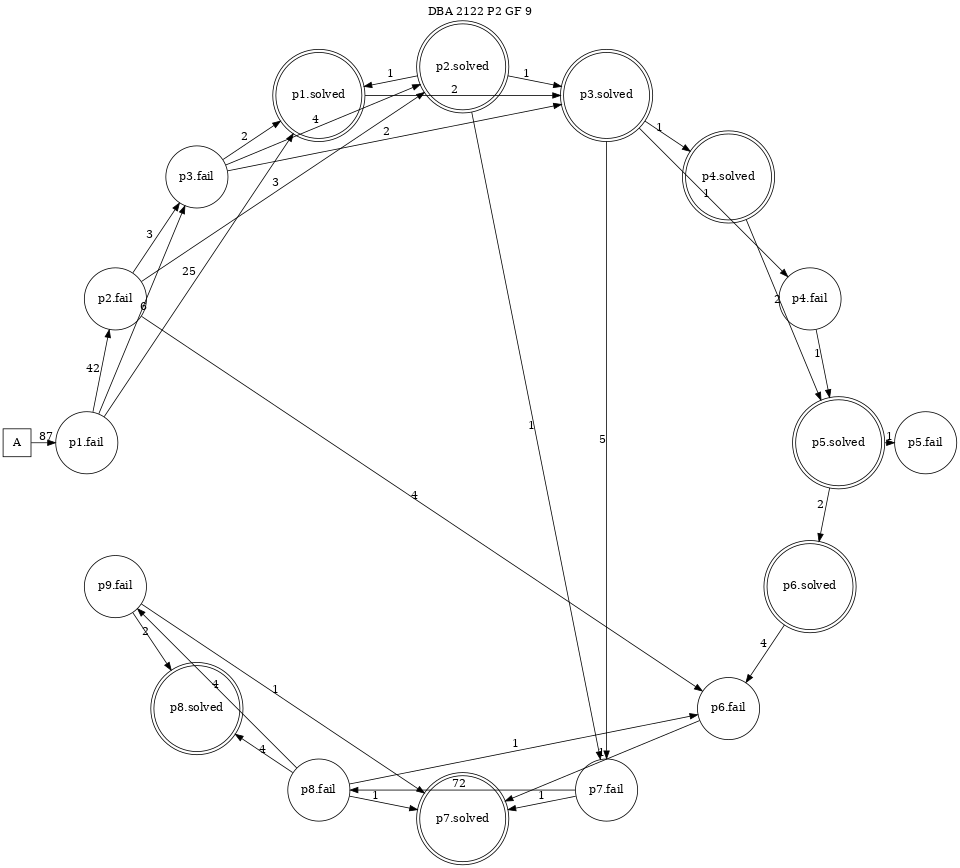 DBA 2122 P2 GF 9
p2.solved
p1.solved
1
1
p3.solved
2
4
2
2
1
p3.fail
p4.solved
3
1
3
25
p2.fail
6
2
p4.fail
42
1
A
87
p1.fail
1
5
p5.solved
1
p5.fail
4
2
p9.fail
p6.solved
2
4
1
4
p8.solved
p6.fail
4
1
1
p8.fail
72
p7.fail
1
1
p7.solved